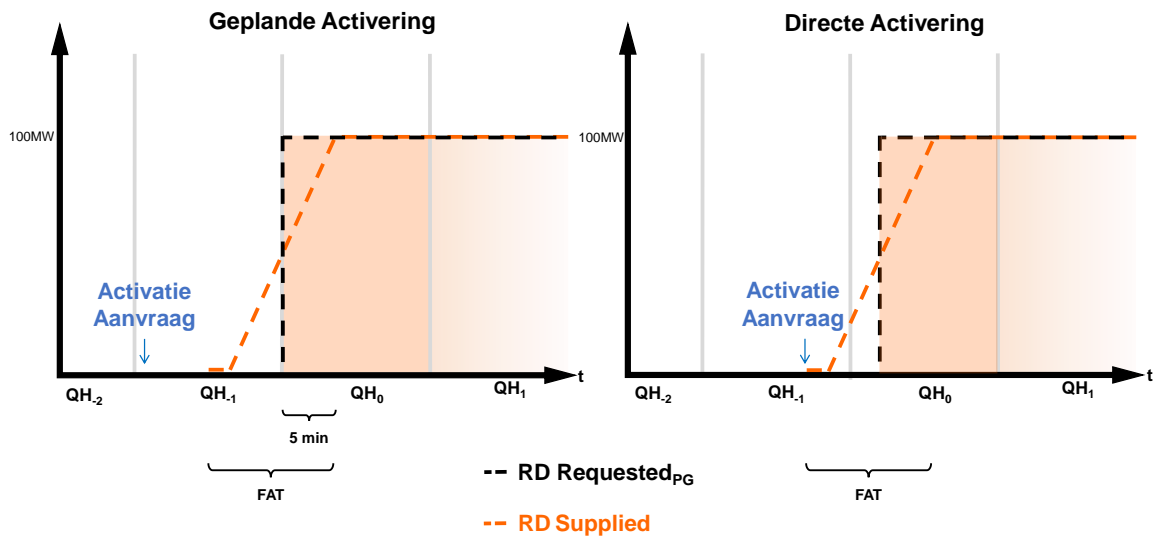 Geplande Activering
100MW
Activatie
Aanvraag
QH-2
QH-1
QH0
QH1
t
5 min
FAT
Directe Activering
100MW
Activatie
Aanvraag
QH-2
QH-1
QH0
QH1
t
FAT
RD RequestedPG
RD Supplied